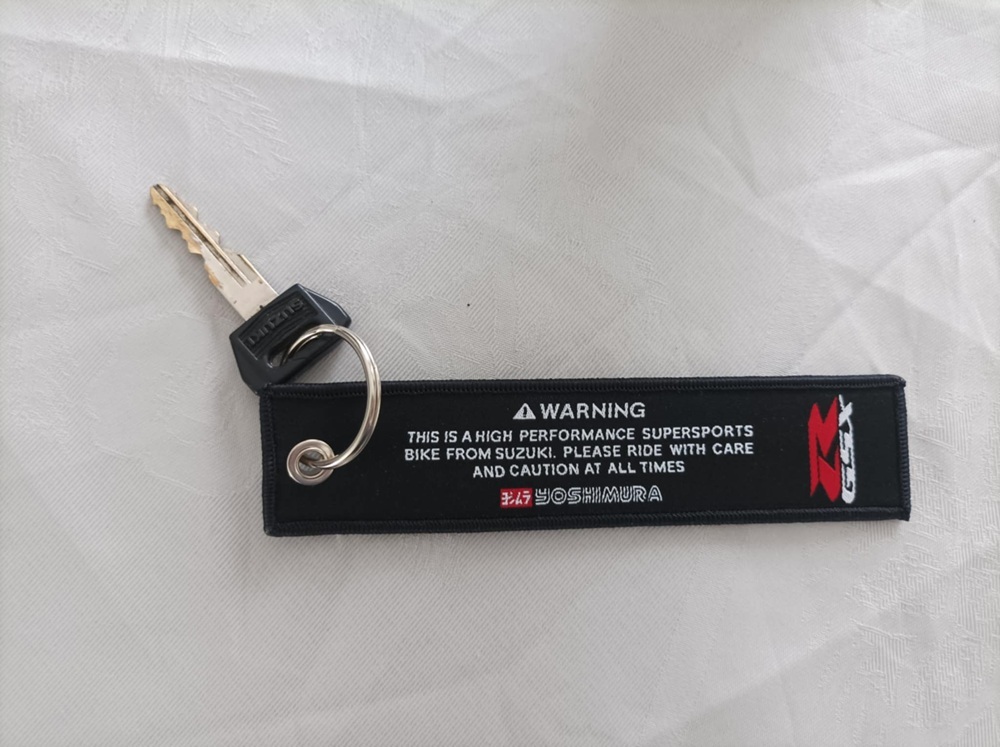 SUZUKI
WARNING
THIS IS A HIGH PERFORMANCE SUPERSPORTS
BIKE FROM SUZUKI. PLEASE RIDE WITH CARE
AND CAUTION AT ALL TIMES
ヨシムラ YOSHIMURA
R
GSX